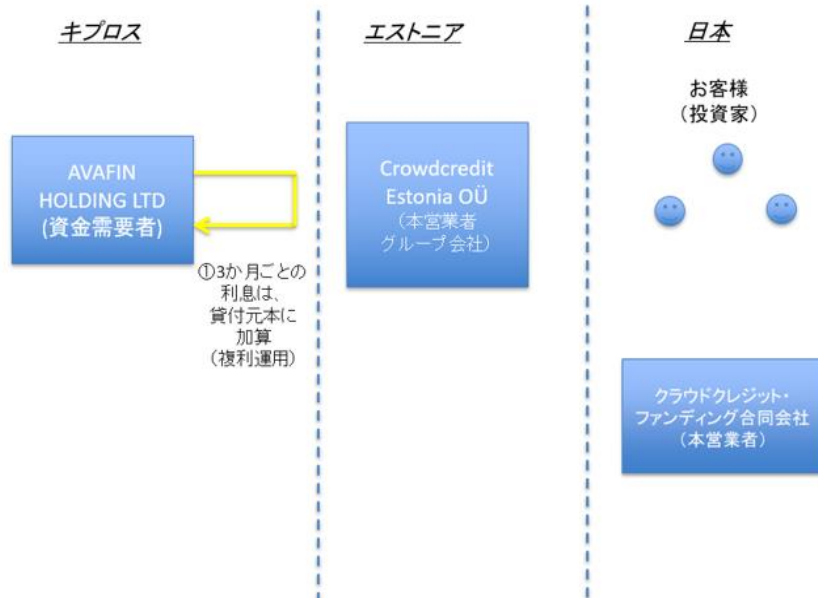 キプロス
エストニア
日本
お客様
（投資家）
AVAFIN
HOLDING LTD
(資金需要者)
Crowdcredit
Estonia OÜ
（本営業者
グループ会社）
①3か月ごとの
利息は、
貸付元本に
加算
（複利運用）
クラウドクレジット・
ファンディング合同会社
（本営業者）